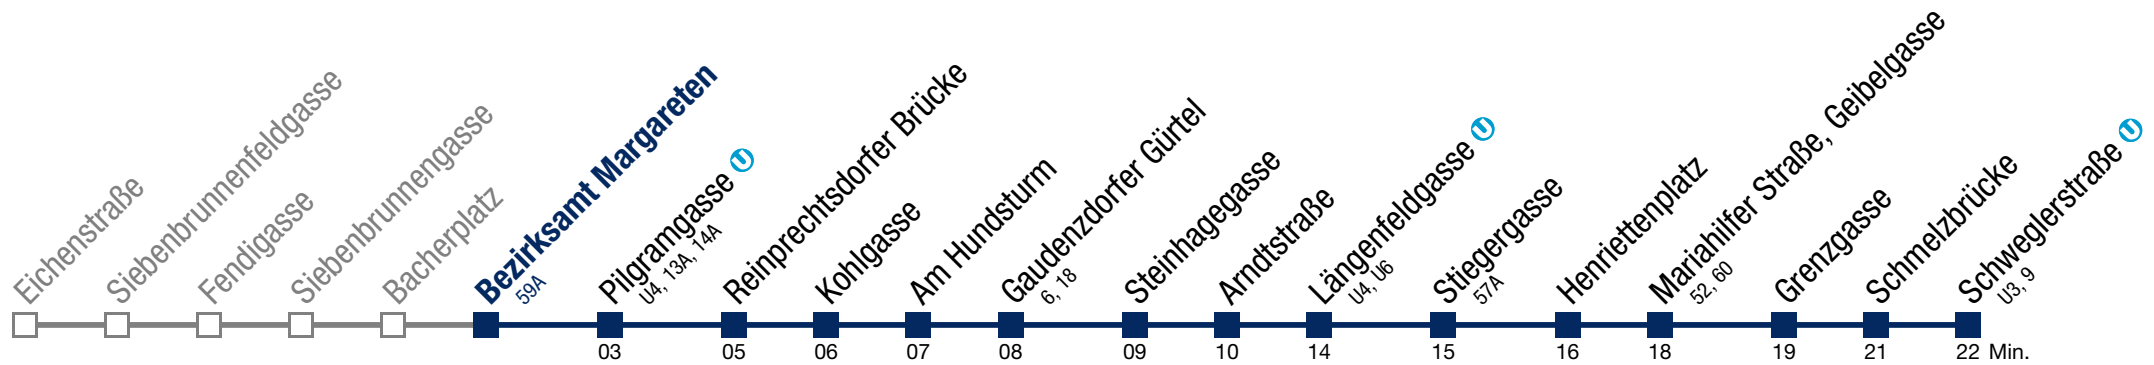 Eichenstraße
Siebenbrunnenfeldgasse
Fendigasse
Siebenbrunnengasse
Bacherplatz
Bezirksamt Margareten
59A
Pilgramgasse U
U4, 13A, 14A
Reinprechtsdorfer Brücke
Kohlgasse
Am Hundsturm
Gaudenzdorfer Gürtel
6, 18
Steinhagegasse
Arndtstraße
Längenfeldgasse U
U4, U6
Stiegergasse
57A
Henriettenplatz
Mariahilfer Straße, Geibelgasse
52, 60
Grenzgasse
Schmelzbrücke
Schweglerstraße U
U3, 9
03 05 06 07 08 09 10 14 15 16 18 19 21 22 Min.